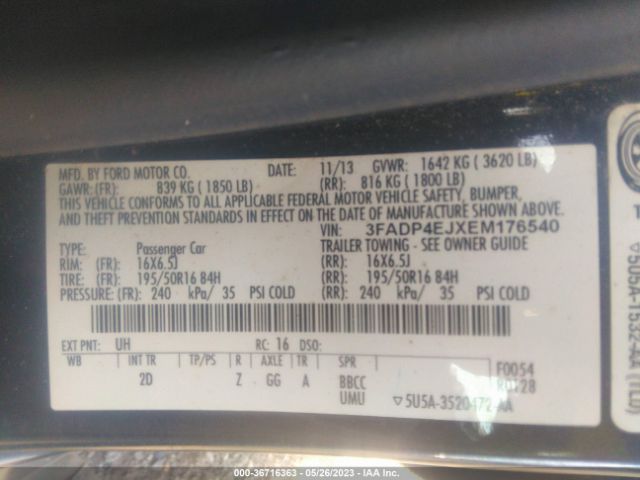 MFD. BY FORD MOTOR CO. DATE: 11/13 GVWR: 1642 KG ( 3620 LB)
GAWR: (FR): 839 KG ( 1850 LB) (RR): 816 KG ( 1800 LB)
THIS VEHICLE CONFORMS TO ALL APPLICABLE FEDERAL MOTOR VEHICLE SAFETY, BUMPER,
AND THEFT PREVENTION STANDARDS IN EFFECT ON THE DATE OF MANUFACTURE SHOWN ABOVE.
VIN: 3FADP4EJXEM176540
TYPE: Passenger Car TRAILER TOWING - SEE OWNER GUIDE
RIM: (FR): 16X6.5J (RR): 16X6.5J
TIRE: (FR): 195/50R16 84H (RR): 195/50R16 84H
PRESSURE: (FR): 240 kPa/ 35 PSI COLD (RR): 240 kPa/ 35 PSI COLD
EXT PNT: UH RC: 16 DSO:
WB INT TR TP/PS R AXLE TR SPR F0054
2D Z GG A BBCC
UMU ▽5U5A-3520472-AA
000-36716363 - 05/26/2023 - IAA Inc.